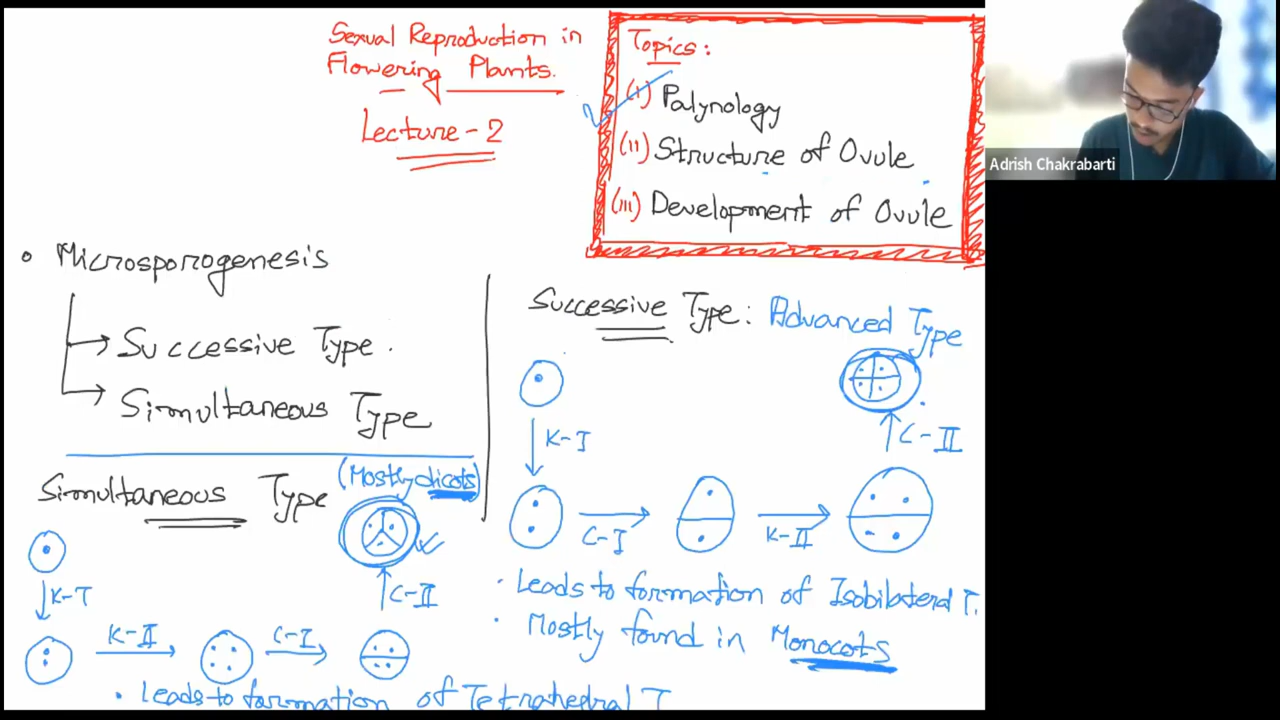 Sexual Reproduction in
Flowering Plants.
Lecture - 2
Topics :
(i) Palynology
(ii) Structure of Ovule
(iii) Development of Ovule
Adrish Chakrabarti
Microsporogenesis
Successive Type.
Simultaneous Type
Simultaneous Type (Mostly dicots)
K-I
K-II
C-I
C-II
Leads to formation of Tetrahedral T
Successive Type : Advanced Type
K-I
C-I
K-II
C-II
Leads to formation of Isobilateral T.
Mostly found in Monocots